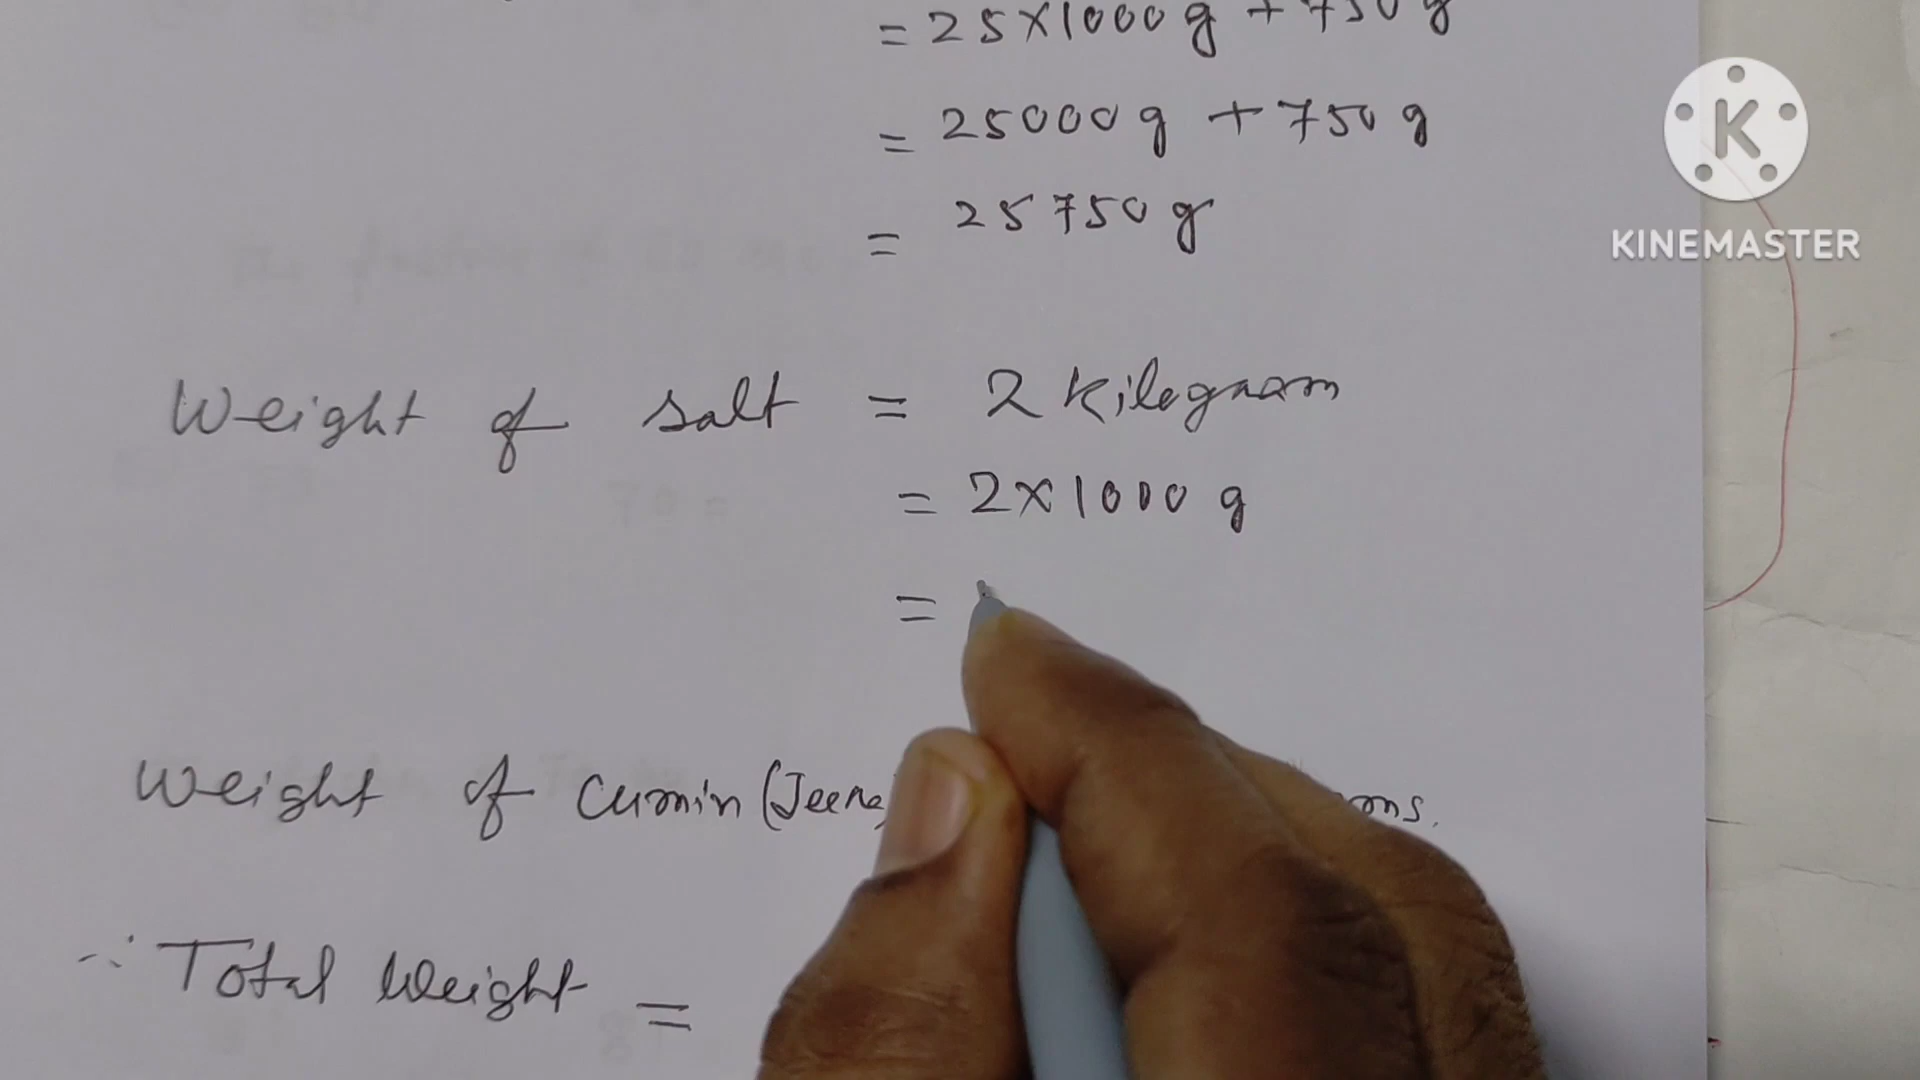 = 25×1000 g + 750 g
= 25000 g + 750 g
= 25750 g
K
KINEMASTER
Weight of salt = 2 Kilogram
= 2×1000 g
=
Weight of Cumin (Jeera
∴ Total Weight =